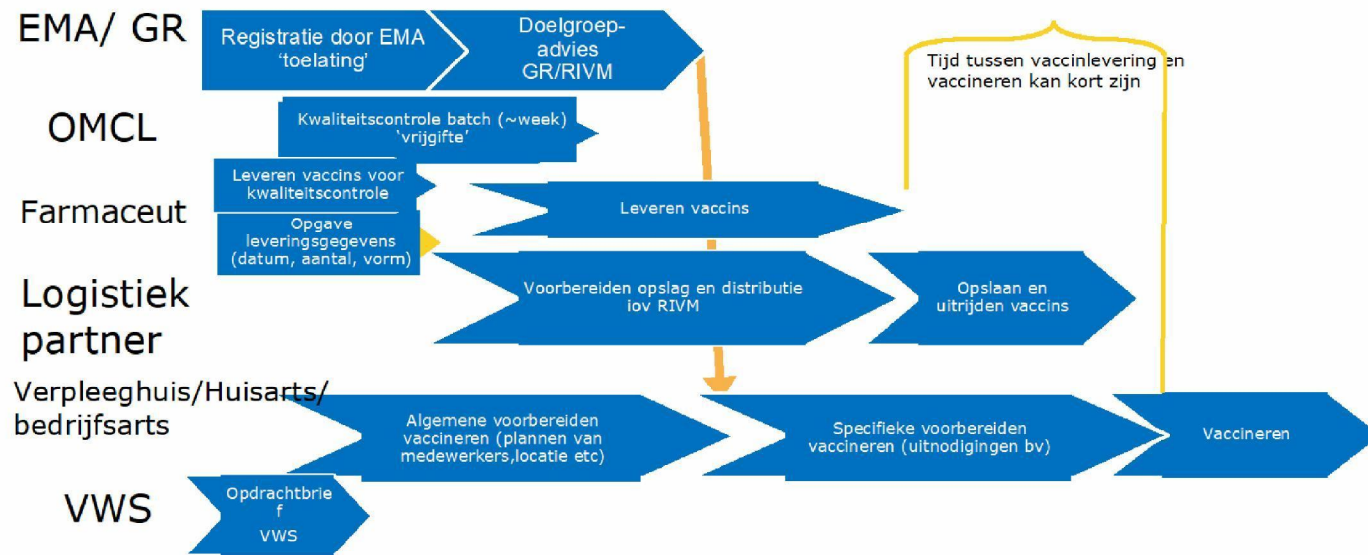 EMA/ GR
Registratie door EMA
‘toelating’
Doelgroep-
advies
GR/RIVM
Tijd tussen vaccinlevering en
vaccineren kan kort zijn
OMCL
Kwaliteitscontrole batch (~week)
‘vrijgifte’
Farmaceut
Leveren vaccins voor
kwaliteitscontrole
Opgave
leveringsgegevens
(datum, aantal, vorm)
Leveren vaccins
Logistiek
partner
Voorbereiden opslag en distributie
iov RIVM
Opslaan en
uitrijden vaccins
Verpleeghuis/Huisarts/
bedrijfsarts
Algemene voorbereiden
vaccineren (plannen van
medewerkers,locatie etc)
Specifieke voorbereiden
vaccineren (uitnodigingen bv)
Vaccineren
VWS
Opdrachtbrie
f
VWS